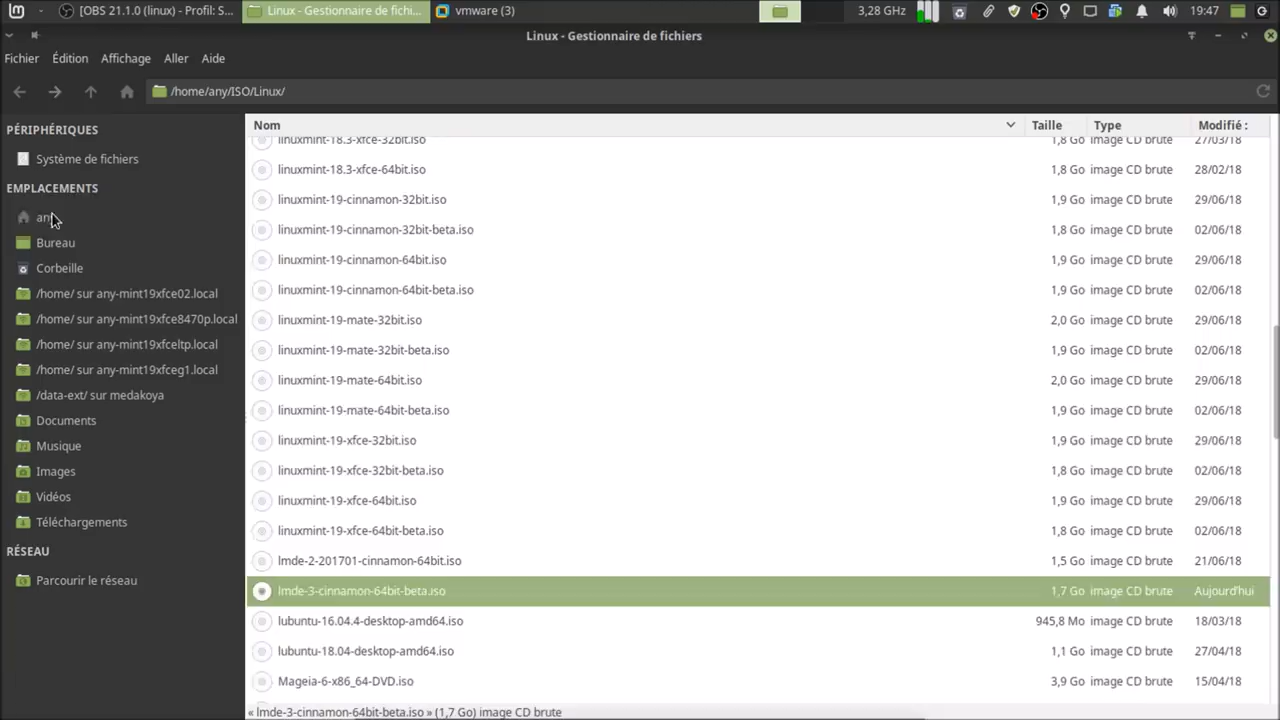 IOBS 21.1.0 (linux) - Profil: S...
Linux - Gestionnaire de fichi...
vmware (3)
3,28 GHz
19:47
Linux - Gestionnaire de fichiers
Fichier Édition Affichage Aller Aide
/home/any/ISO/Linux/
PÉRIPHÉRIQUES
Système de fichiers
EMPLACEMENTS
any
Bureau
Corbeille
/home/ sur any-mint19xfce02.local
/home/ sur any-mint19xfce8470p.local
/home/ sur any-mint19xfceltp.local
/home/ sur any-mint19xfceg1.local
/data-ext/ sur medakoya
Documents
Musique
Images
Vidéos
Téléchargements
RÉSEAU
Parcourir le réseau
Nom Taille Type Modifié :
linuxmint-18.3-xfce-32bit.iso 1,8 Go image CD brute 27/03/18
linuxmint-18.3-xfce-64bit.iso 1,8 Go image CD brute 28/02/18
linuxmint-19-cinnamon-32bit.iso 1,9 Go image CD brute 29/06/18
linuxmint-19-cinnamon-32bit-beta.iso 1,8 Go image CD brute 02/06/18
linuxmint-19-cinnamon-64bit.iso 1,9 Go image CD brute 29/06/18
linuxmint-19-cinnamon-64bit-beta.iso 1,9 Go image CD brute 02/06/18
linuxmint-19-mate-32bit.iso 2,0 Go image CD brute 29/06/18
linuxmint-19-mate-32bit-beta.iso 1,9 Go image CD brute 02/06/18
linuxmint-19-mate-64bit.iso 2,0 Go image CD brute 29/06/18
linuxmint-19-mate-64bit-beta.iso 1,9 Go image CD brute 02/06/18
linuxmint-19-xfce-32bit.iso 1,9 Go image CD brute 29/06/18
linuxmint-19-xfce-32bit-beta.iso 1,8 Go image CD brute 02/06/18
linuxmint-19-xfce-64bit.iso 1,9 Go image CD brute 29/06/18
linuxmint-19-xfce-64bit-beta.iso 1,8 Go image CD brute 02/06/18
lmde-2-201701-cinnamon-64bit.iso 1,5 Go image CD brute 21/06/18
lmde-3-cinnamon-64bit-beta.iso 1,7 Go image CD brute Aujourd'hui
lubuntu-16.04.4-desktop-amd64.iso 945,8 Mo image CD brute 18/03/18
lubuntu-18.04-desktop-amd64.iso 1,1 Go image CD brute 27/04/18
Mageia-6-x86_64-DVD.iso 3,9 Go image CD brute 15/04/18
« lmde-3-cinnamon-64bit-beta.iso » (1,7 Go) image CD brute